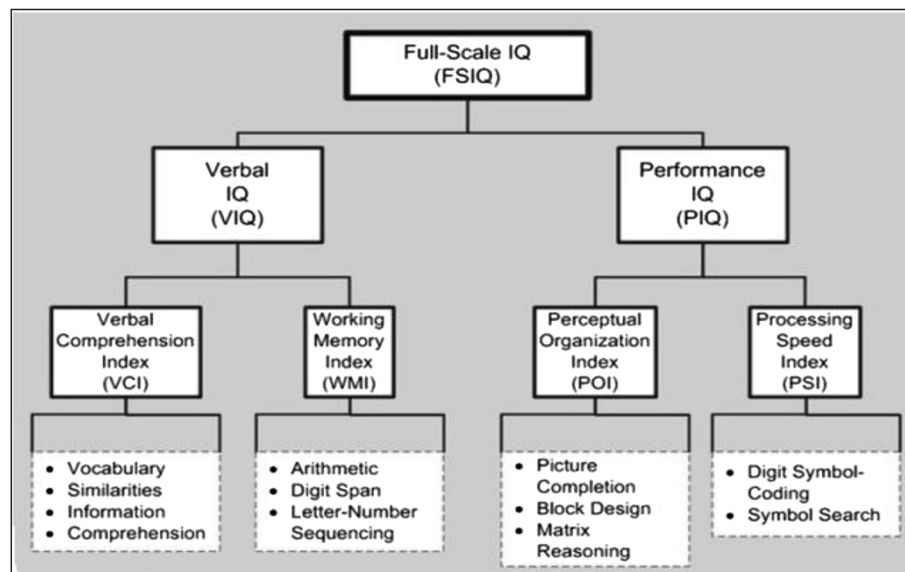 Full-Scale IQ
(FSIQ)
Verbal
IQ
(VIQ)
Performance
IQ
(PIQ)
Verbal
Comprehension
Index
(VCI)
Working
Memory
Index
(WMI)
Perceptual
Organization
Index
(POI)
Processing
Speed
Index
(PSI)
• Vocabulary
• Similarities
• Information
• Comprehension
• Arithmetic
• Digit Span
• Letter-Number
Sequencing
• Picture
Completion
• Block Design
• Matrix
Reasoning
• Digit Symbol-
Coding
• Symbol Search